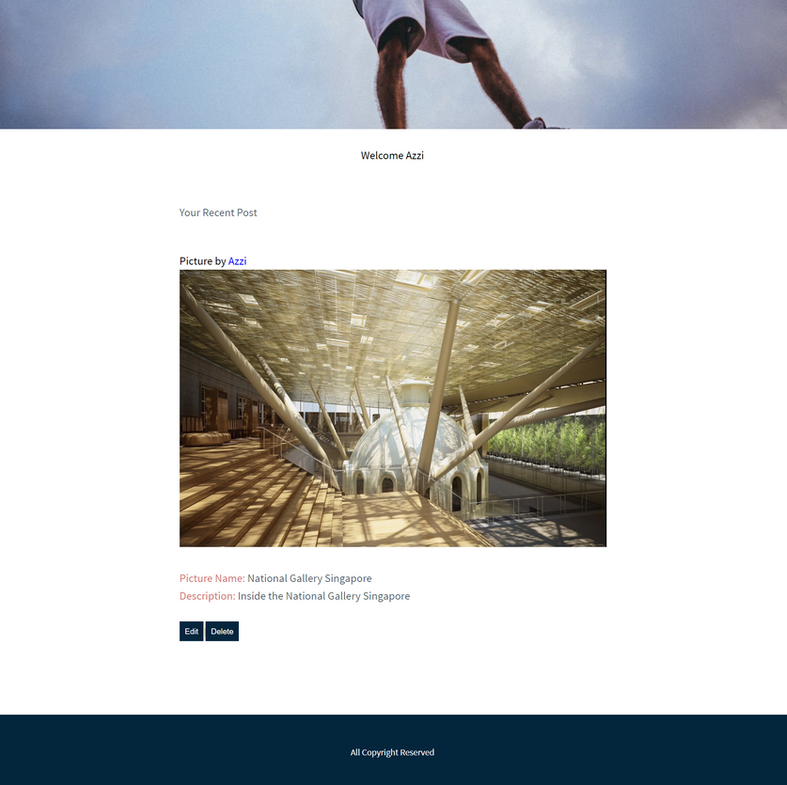 Welcome Azzi
Your Recent Post
Picture by Azzi
Picture Name: National Gallery Singapore
Description: Inside the National Gallery Singapore
Edit Delete
All Copyright Reserved